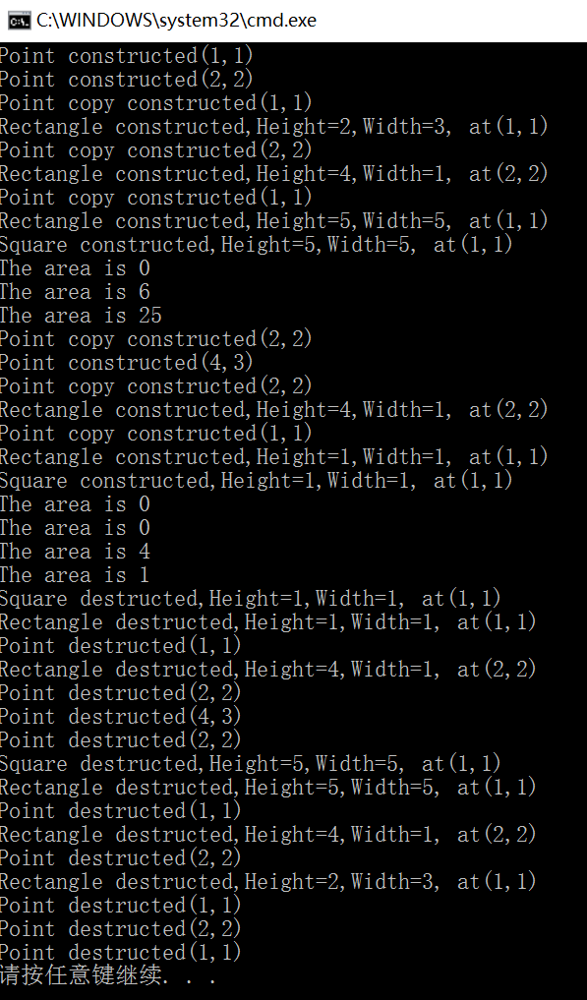 C:\WINDOWS\system32\cmd.exe
Point constructed(1,1)
Point constructed(2,2)
Point copy constructed(1,1)
Rectangle constructed,Height=2,Width=3, at(1,1)
Point copy constructed(2,2)
Rectangle constructed,Height=4,Width=1, at(2,2)
Point copy constructed(1,1)
Rectangle constructed,Height=5,Width=5, at(1,1)
Square constructed,Height=5,Width=5, at(1,1)
The area is 0
The area is 6
The area is 25
Point copy constructed(2,2)
Point constructed(4,3)
Point copy constructed(2,2)
Rectangle constructed,Height=4,Width=1, at(2,2)
Point copy constructed(1,1)
Rectangle constructed,Height=1,Width=1, at(1,1)
Square constructed,Height=1,Width=1, at(1,1)
The area is 0
The area is 0
The area is 4
The area is 1
Square destructed,Height=1,Width=1, at(1,1)
Rectangle destructed,Height=1,Width=1, at(1,1)
Point destructed(1,1)
Rectangle destructed,Height=4,Width=1, at(2,2)
Point destructed(2,2)
Point destructed(4,3)
Point destructed(2,2)
Square destructed,Height=5,Width=5, at(1,1)
Rectangle destructed,Height=5,Width=5, at(1,1)
Point destructed(1,1)
Rectangle destructed,Height=4,Width=1, at(2,2)
Point destructed(2,2)
Rectangle destructed,Height=2,Width=3, at(1,1)
Point destructed(1,1)
Point destructed(2,2)
Point destructed(1,1)
请按任意键继续. . .